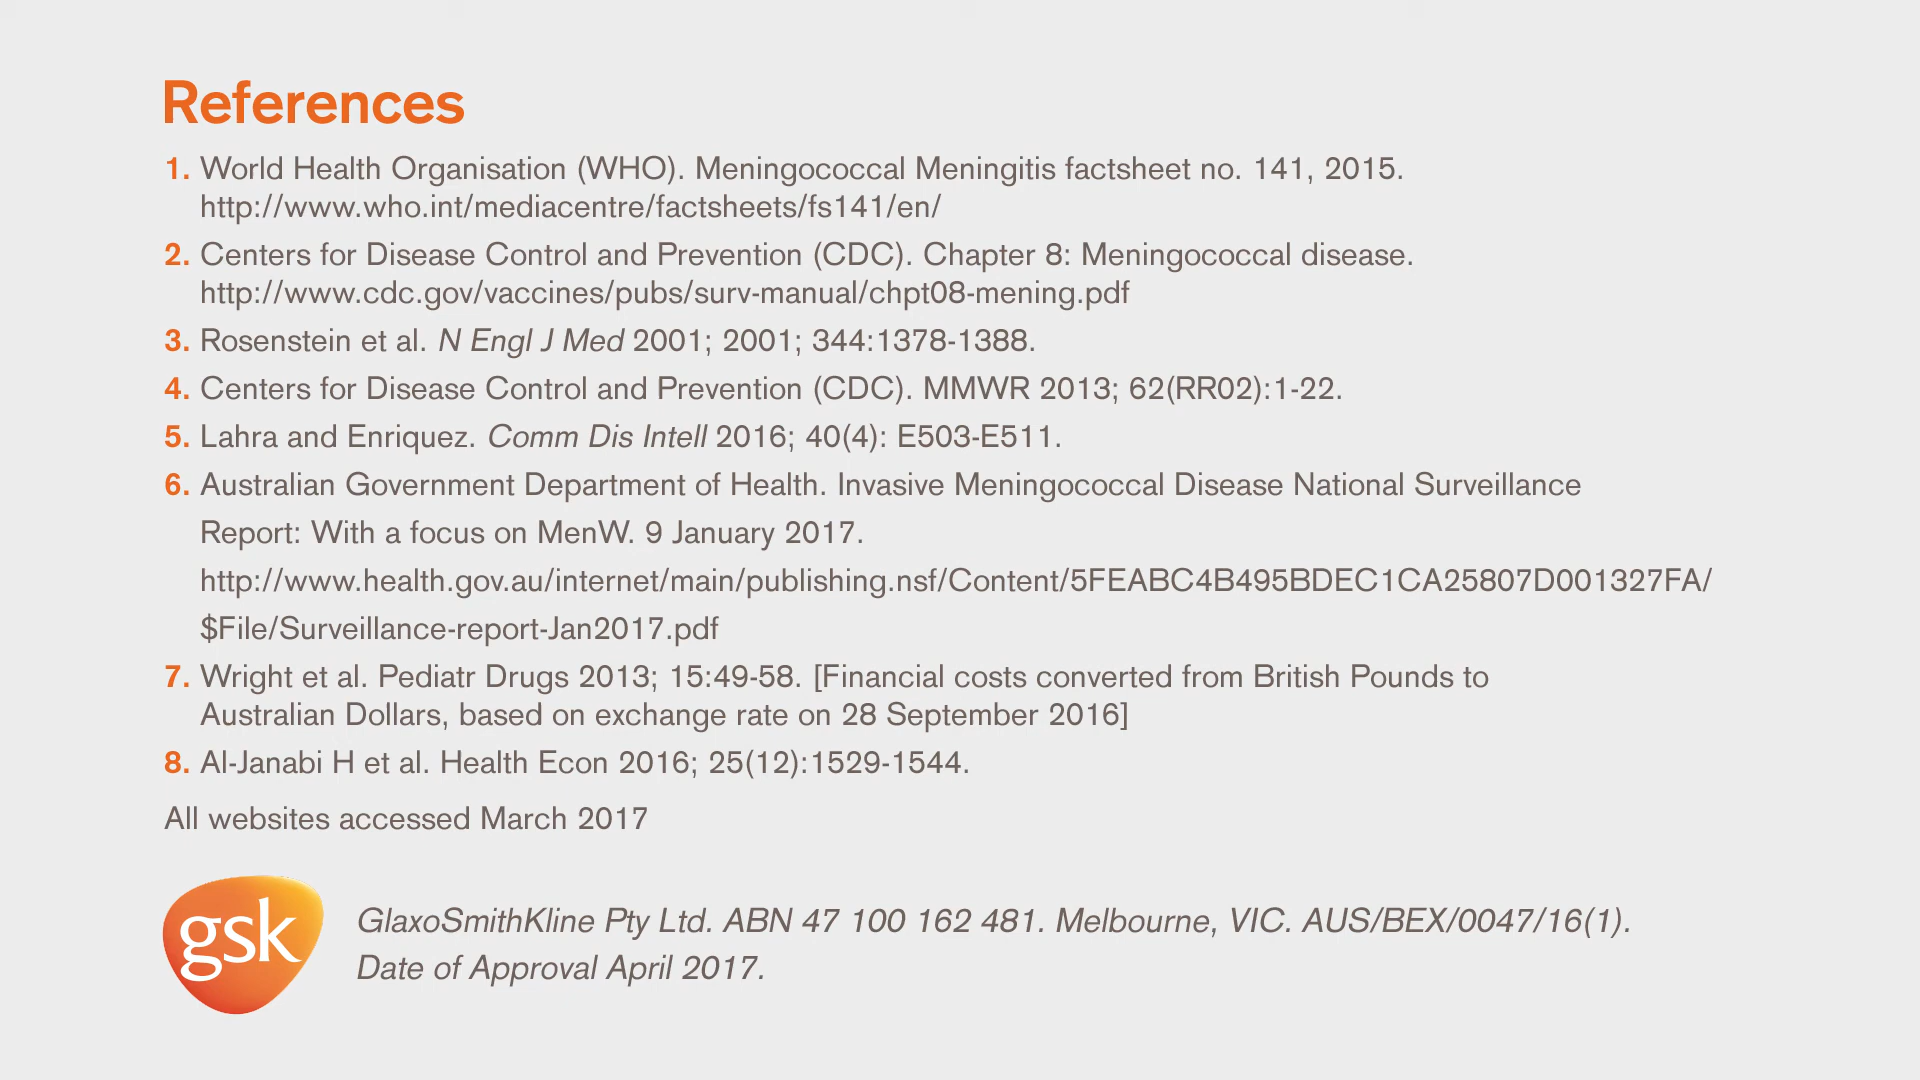 References
1. World Health Organisation (WHO). Meningococcal Meningitis factsheet no. 141, 2015.
http://www.who.int/mediacentre/factsheets/fs141/en/
2. Centers for Disease Control and Prevention (CDC). Chapter 8: Meningococcal disease.
http://www.cdc.gov/vaccines/pubs/surv-manual/chpt08-mening.pdf
3. Rosenstein et al. N Engl J Med 2001; 2001; 344:1378-1388.
4. Centers for Disease Control and Prevention (CDC). MMWR 2013; 62(RR02):1-22.
5. Lahra and Enriquez. Comm Dis Intell 2016; 40(4): E503-E511.
6. Australian Government Department of Health. Invasive Meningococcal Disease National Surveillance
Report: With a focus on MenW. 9 January 2017.
http://www.health.gov.au/internet/main/publishing.nsf/Content/5FEABC4B495BDEC1CA25807D001327FA/
$File/Surveillance-report-Jan2017.pdf
7. Wright et al. Pediatr Drugs 2013; 15:49-58. [Financial costs converted from British Pounds to
Australian Dollars, based on exchange rate on 28 September 2016]
8. Al-Janabi H et al. Health Econ 2016; 25(12):1529-1544.
All websites accessed March 2017
gsk
GlaxoSmithKline Pty Ltd. ABN 47 100 162 481. Melbourne, VIC. AUS/BEX/0047/16(1).
Date of Approval April 2017.